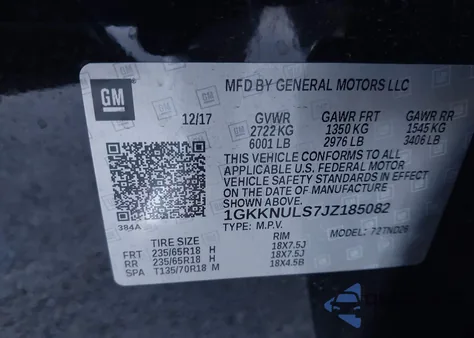 GM
MFD BY GENERAL MOTORS LLC
12/17 GVWR GAWR FRT GAWR RR
2722 KG 1350 KG 1545 KG
6001 LB 2976 LB 3406 LB
THIS VEHICLE CONFORMS TO ALL
APPLICABLE U.S. FEDERAL MOTOR
VEHICLE SAFETY STANDARDS IN EFFECT
ON THE DATE OF MANUFACTURE
SHOWN ABOVE.
1GKKNULS7JZ185082
384A
TYPE: M.P.V. MODEL: 72TND26
TIRE SIZE RIM
FRT 235/65R18 H 18X7.5J
RR 235/65R18 H 18X7.5J
SPA T135/70R18 M 18X4.5B